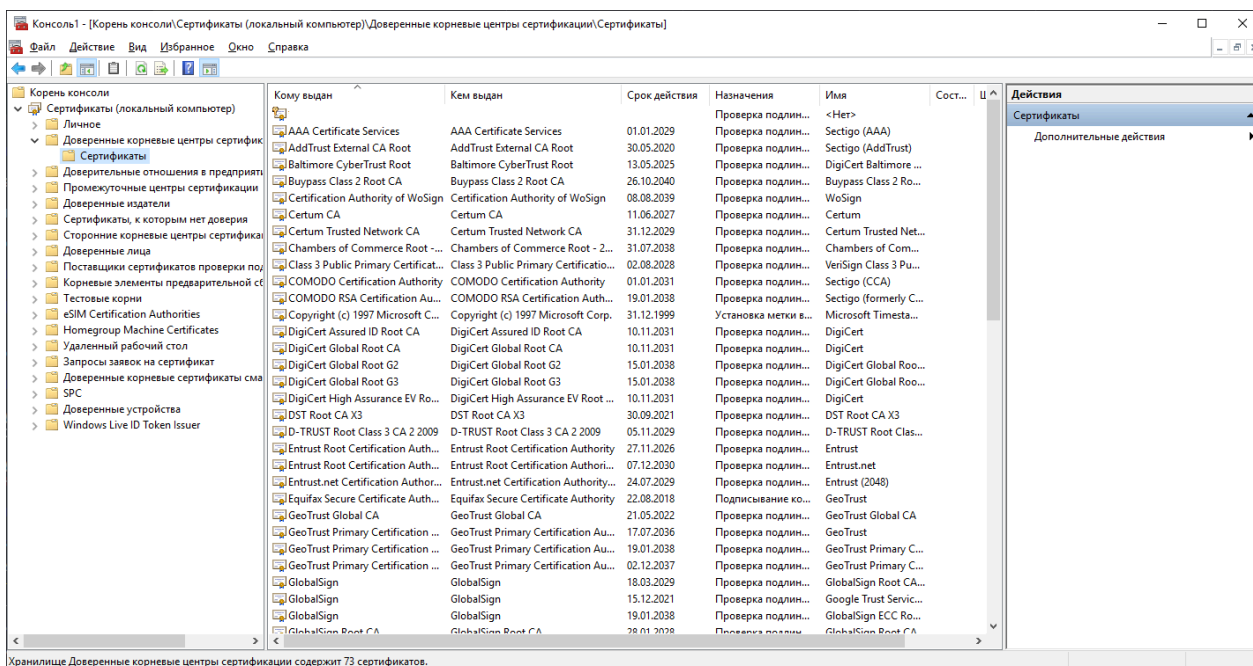 Консоль1 - [Корень консоли\Сертификаты (локальный компьютер)\Доверенные корневые центры сертификации\Сертификаты]
Файл Действие Вид Избранное Окно Справка
Корень консоли
Сертификаты (локальный компьютер)
Личное
Доверенные корневые центры сертифик
Сертификаты
Доверительные отношения в предприяти
Промежуточные центры сертификации
Доверенные издатели
Сертификаты, к которым нет доверия
Сторонние корневые центры сертифика
Доверенные лица
Поставщики сертификатов проверки под
Корневые элементы предварительной сб
Тестовые корни
eSIM Certification Authorities
Homegroup Machine Certificates
Удаленный рабочий стол
Запросы заявок на сертификат
Доверенные корневые сертификаты сма
SPC
Доверенные устройства
Windows Live ID Token Issuer
Кому выдан Кем выдан Срок действия Назначения Имя Сост... Ш
Проверка подлин... <Нет>
AAA Certificate Services AAA Certificate Services 01.01.2029 Проверка подлин... Sectigo (AAA)
AddTrust External CA Root AddTrust External CA Root 30.05.2020 Проверка подлин... Sectigo (AddTrust)
Baltimore CyberTrust Root Baltimore CyberTrust Root 13.05.2025 Проверка подлин... DigiCert Baltimore ...
Buypass Class 2 Root CA Buypass Class 2 Root CA 26.10.2040 Проверка подлин... Buypass Class 2 Ro...
Certification Authority of WoSign Certification Authority of WoSign 08.08.2039 Проверка подлин... WoSign
Certum CA Certum CA 11.06.2027 Проверка подлин... Certum
Certum Trusted Network CA Certum Trusted Network CA 31.12.2029 Проверка подлин... Certum Trusted Net...
Chambers of Commerce Root -... Chambers of Commerce Root - 2... 31.07.2038 Проверка подлин... Chambers of Com...
Class 3 Public Primary Certificat... Class 3 Public Primary Certificatio... 02.08.2028 Проверка подлин... VeriSign Class 3 Pu...
COMODO Certification Authority COMODO Certification Authority 01.01.2031 Проверка подлин... Sectigo (CCA)
COMODO RSA Certification Au... COMODO RSA Certification Auth... 19.01.2038 Проверка подлин... Sectigo (formerly C...
Copyright (c) 1997 Microsoft C... Copyright (c) 1997 Microsoft Corp. 31.12.1999 Установка метки в... Microsoft Timesta...
DigiCert Assured ID Root CA DigiCert Assured ID Root CA 10.11.2031 Проверка подлин... DigiCert
DigiCert Global Root CA DigiCert Global Root CA 10.11.2031 Проверка подлин... DigiCert
DigiCert Global Root G2 DigiCert Global Root G2 15.01.2038 Проверка подлин... DigiCert Global Roo...
DigiCert Global Root G3 DigiCert Global Root G3 15.01.2038 Проверка подлин... DigiCert Global Roo...
DigiCert High Assurance EV Ro... DigiCert High Assurance EV Root ... 10.11.2031 Проверка подлин... DigiCert
DST Root CA X3 DST Root CA X3 30.09.2021 Проверка подлин... DST Root CA X3
D-TRUST Root Class 3 CA 2 2009 D-TRUST Root Class 3 CA 2 2009 05.11.2029 Проверка подлин... D-TRUST Root Clas...
Entrust Root Certification Auth... Entrust Root Certification Authority 27.11.2026 Проверка подлин... Entrust
Entrust Root Certification Auth... Entrust Root Certification Authori... 07.12.2030 Проверка подлин... Entrust.net
Entrust.net Certification Author... Entrust.net Certification Authority... 24.07.2029 Проверка подлин... Entrust (2048)
Equifax Secure Certificate Auth... Equifax Secure Certificate Authority 22.08.2018 Подписывание ко... GeoTrust
GeoTrust Global CA GeoTrust Global CA 21.05.2022 Проверка подлин... GeoTrust Global CA
GeoTrust Primary Certification ... GeoTrust Primary Certification Au... 17.07.2036 Проверка подлин... GeoTrust
GeoTrust Primary Certification ... GeoTrust Primary Certification Au... 19.01.2038 Проверка подлин... GeoTrust Primary C...
GeoTrust Primary Certification ... GeoTrust Primary Certification Au... 02.12.2037 Проверка подлин... GeoTrust Primary C...
GlobalSign GlobalSign 18.03.2029 Проверка подлин... GlobalSign Root CA...
GlobalSign GlobalSign 15.12.2021 Проверка подлин... Google Trust Servic...
GlobalSign GlobalSign 19.01.2038 Проверка подлин... GlobalSign ECC Ro...
GlobalSign Root CA GlobalSign Root CA 28.01.2028 Проверка подлин... GlobalSign Root CA
Действия
Сертификаты
Дополнительные действия
Хранилище Доверенные корневые центры сертификации содержит 73 сертификатов.